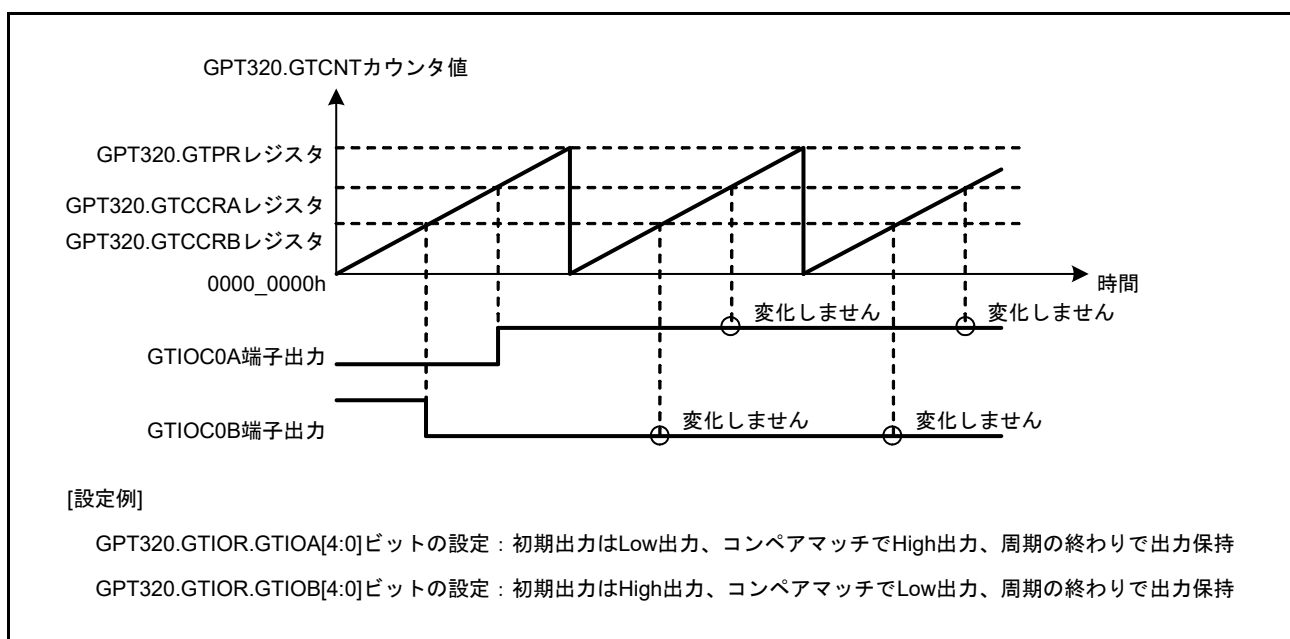 GPT320.GTCNTカウンタ値
GPT320.GTPRレジスタ
GPT320.GTCCRAレジスタ
GPT320.GTCCRBレジスタ
0000_0000h
時間
変化しません
変化しません
GTIOC0A端子出力
変化しません
変化しません
GTIOC0B端子出力
[設定例]
GPT320.GTIOR.GTIOA[4:0]ビットの設定：初期出力はLow出力、コンペアマッチでHigh出力、周期の終わりで出力保持
GPT320.GTIOR.GTIOB[4:0]ビットの設定：初期出力はHigh出力、コンペアマッチでLow出力、周期の終わりで出力保持